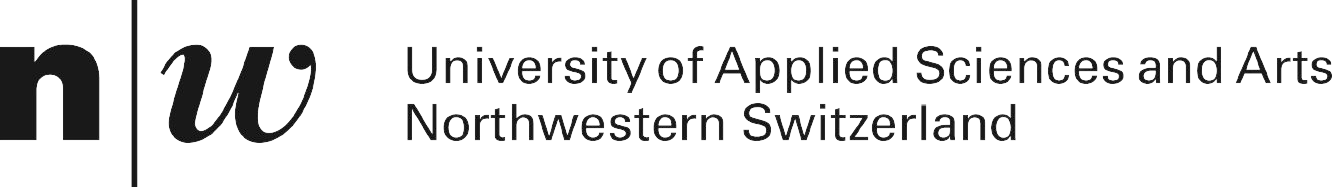 n|w
University of Applied Sciences and Arts
Northwestern Switzerland